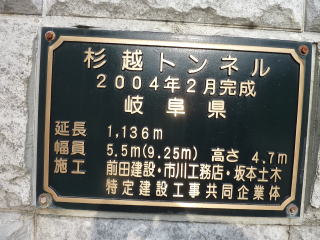 杉越トンネル
2004年2月完成
岐阜県
延長 1,136m
幅員 5.5m(9.25m) 高さ 4.7m
施工 前田建設・市川工務店・坂本土木
特定建設工事共同企業体